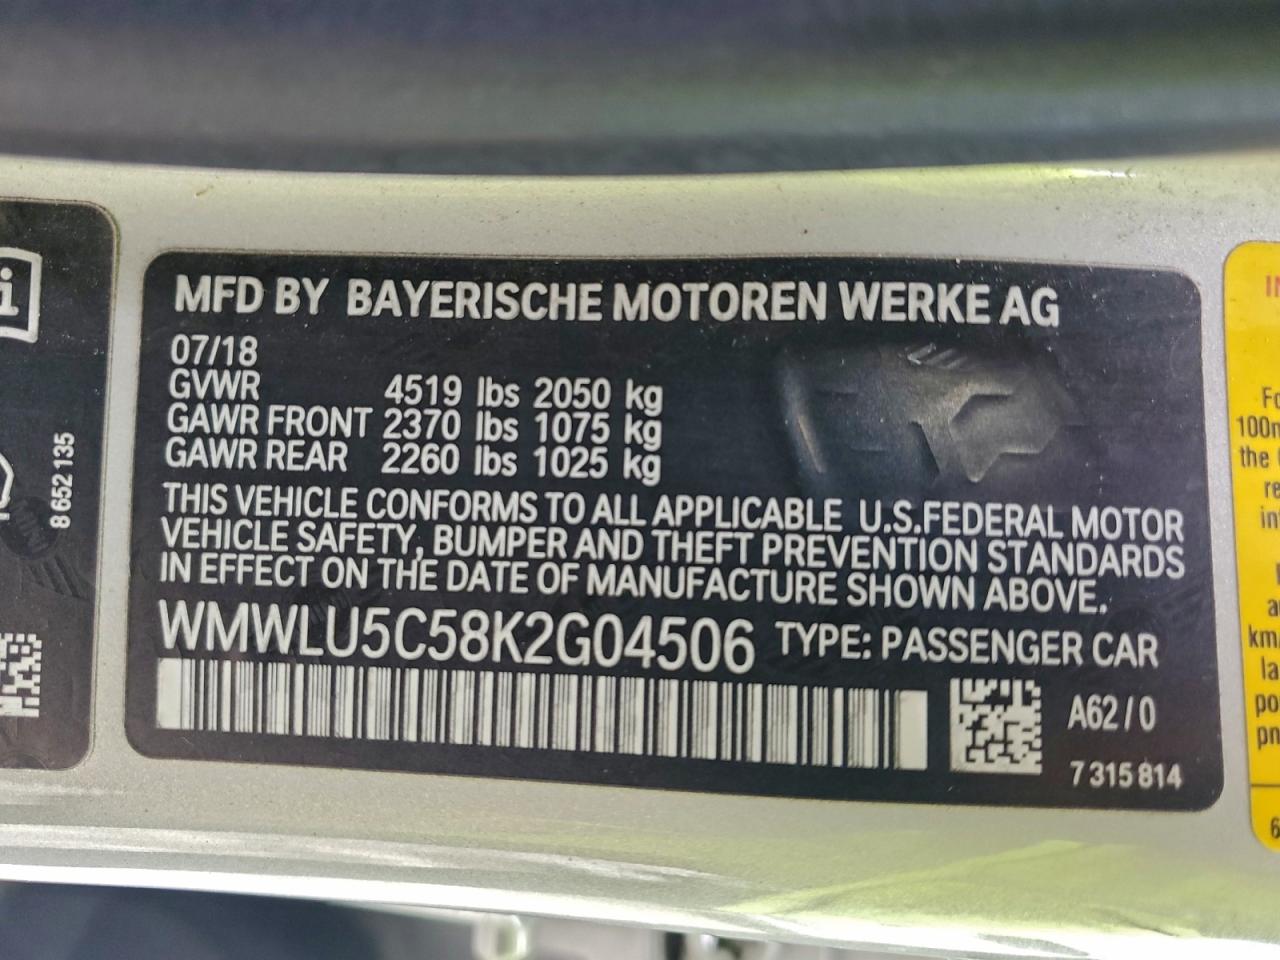 MFD BY BAYERISCHE MOTOREN WERKE AG
07/18
GVWR 4519 lbs 2050 kg
GAWR FRONT 2370 lbs 1075 kg
GAWR REAR 2260 lbs 1025 kg
THIS VEHICLE CONFORMS TO ALL APPLICABLE U.S.FEDERAL MOTOR
VEHICLE SAFETY, BUMPER AND THEFT PREVENTION STANDARDS
IN EFFECT ON THE DATE OF MANUFACTURE SHOWN ABOVE.
WMWLU5C58K2G04506 TYPE: PASSENGER CAR
A62/0
7 315 814
8 652 135
i
100m
the
km/